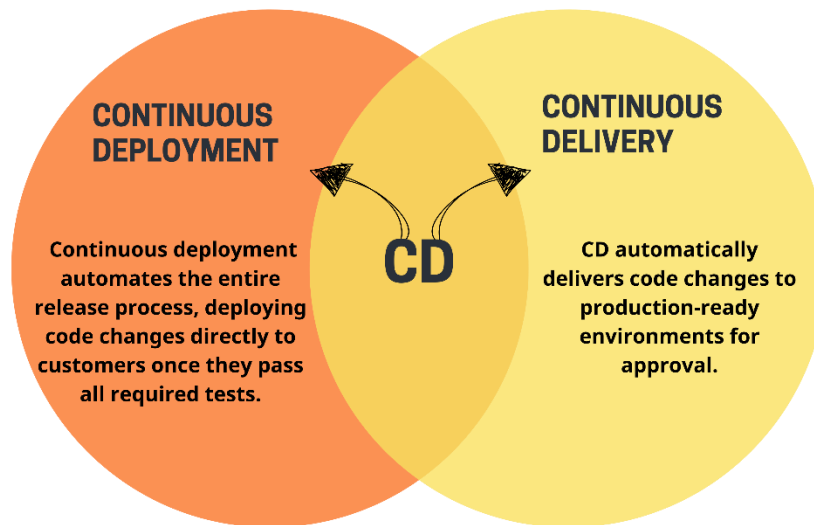 CONTINUOUS
DEPLOYMENT
Continuous deployment
automates the entire
release process, deploying
code changes directly to
customers once they pass
all required tests.
CD
CONTINUOUS
DELIVERY
CD automatically
delivers code changes to
production-ready
environments for
approval.